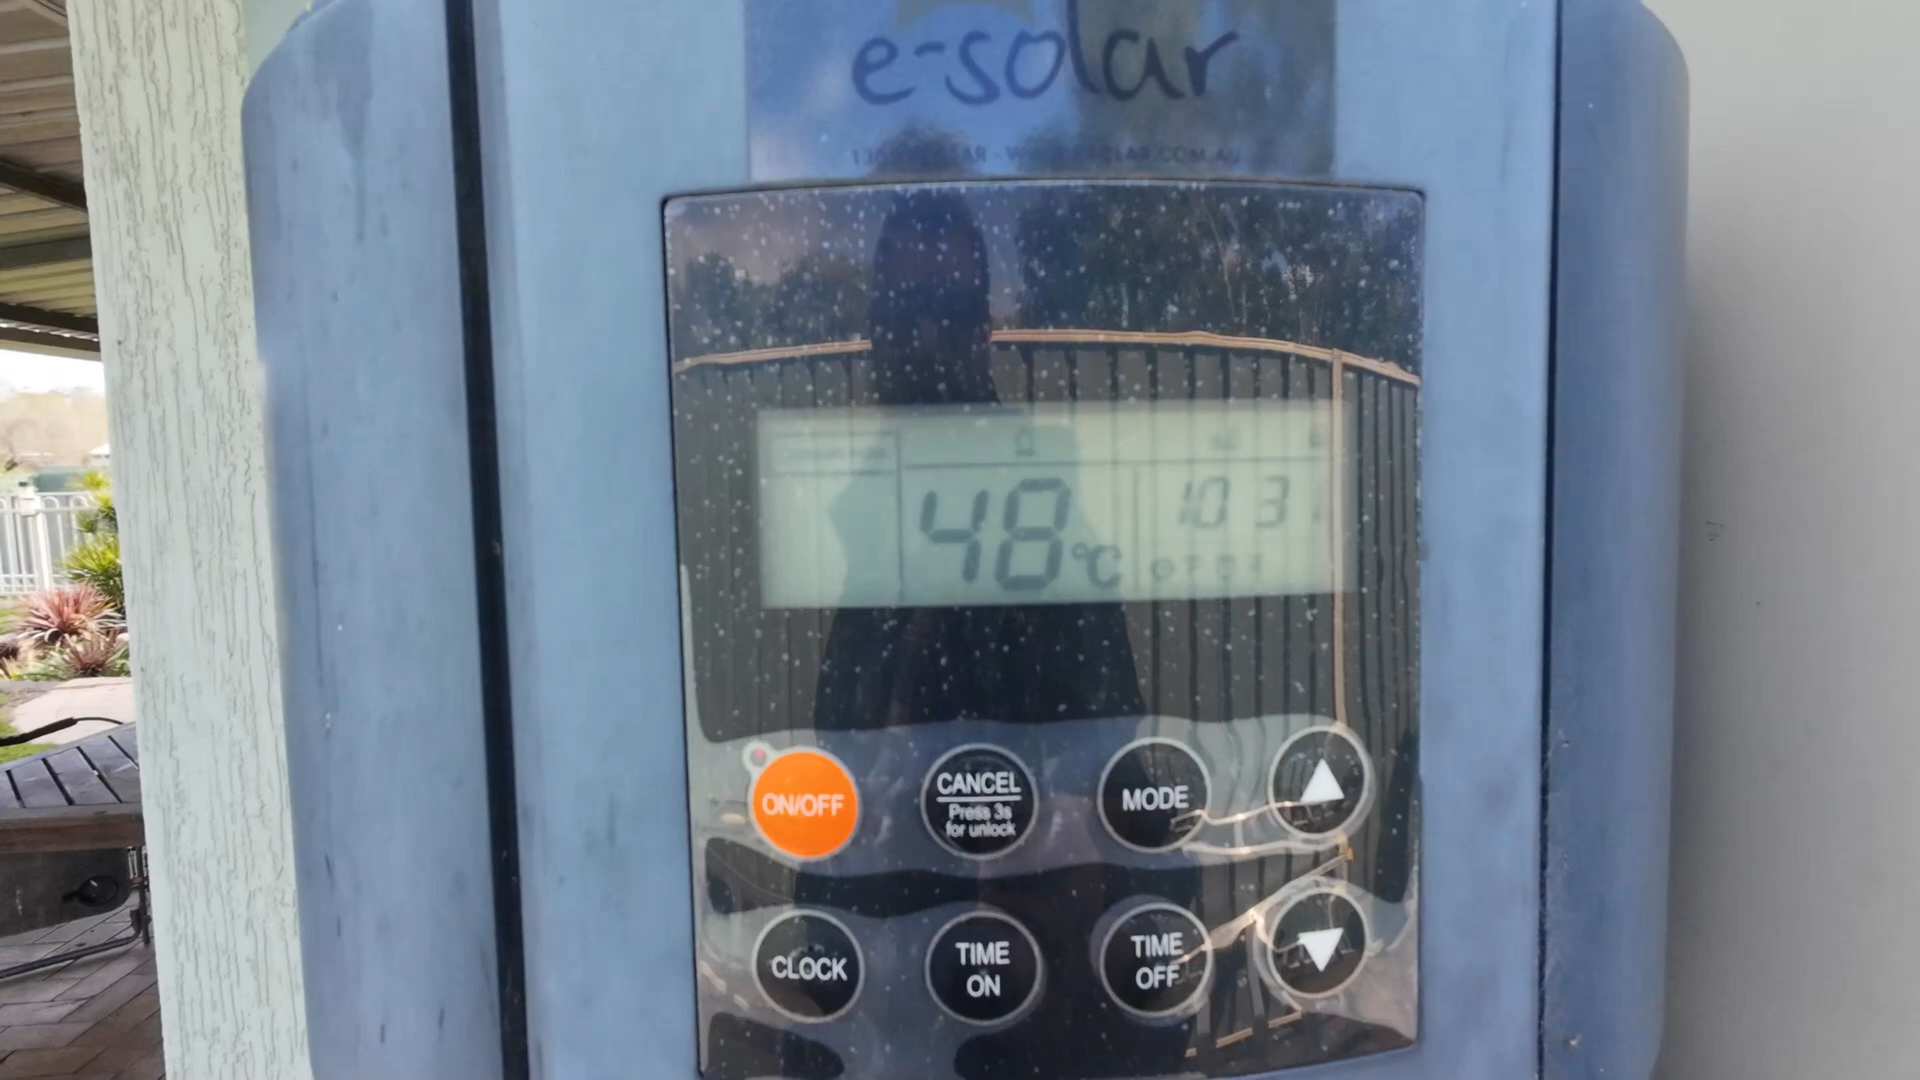 e-solar
48°C
ON/OFF
CANCEL
Press 3s
for unlock
MODE
CLOCK
TIME
ON
TIME
OFF